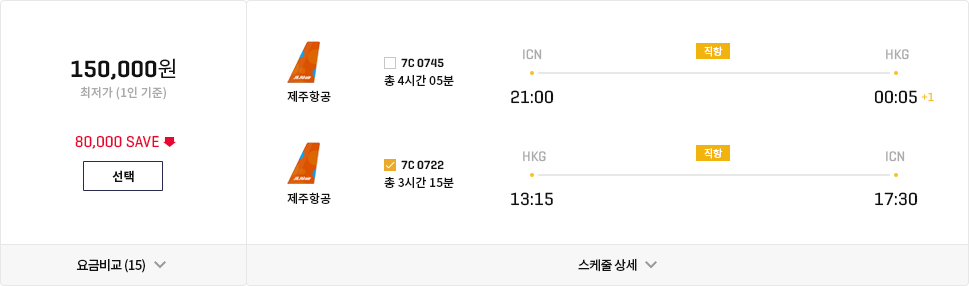 150,000원
최저가 (1인 기준)
80,000 SAVE
선택
요금비교 (15)
제주항공
7C 0745
총 4시간 05분
ICN
직항
HKG
21:00
00:05 +1
제주항공
7C 0722
총 3시간 15분
HKG
직항
ICN
13:15
17:30
스케줄 상세